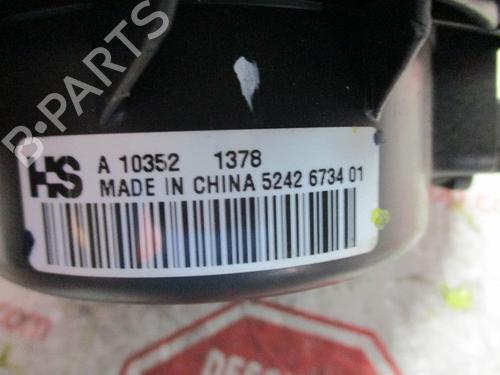 B-PARTS
HS A 10352 1378
MADE IN CHINA 5242 6734 01